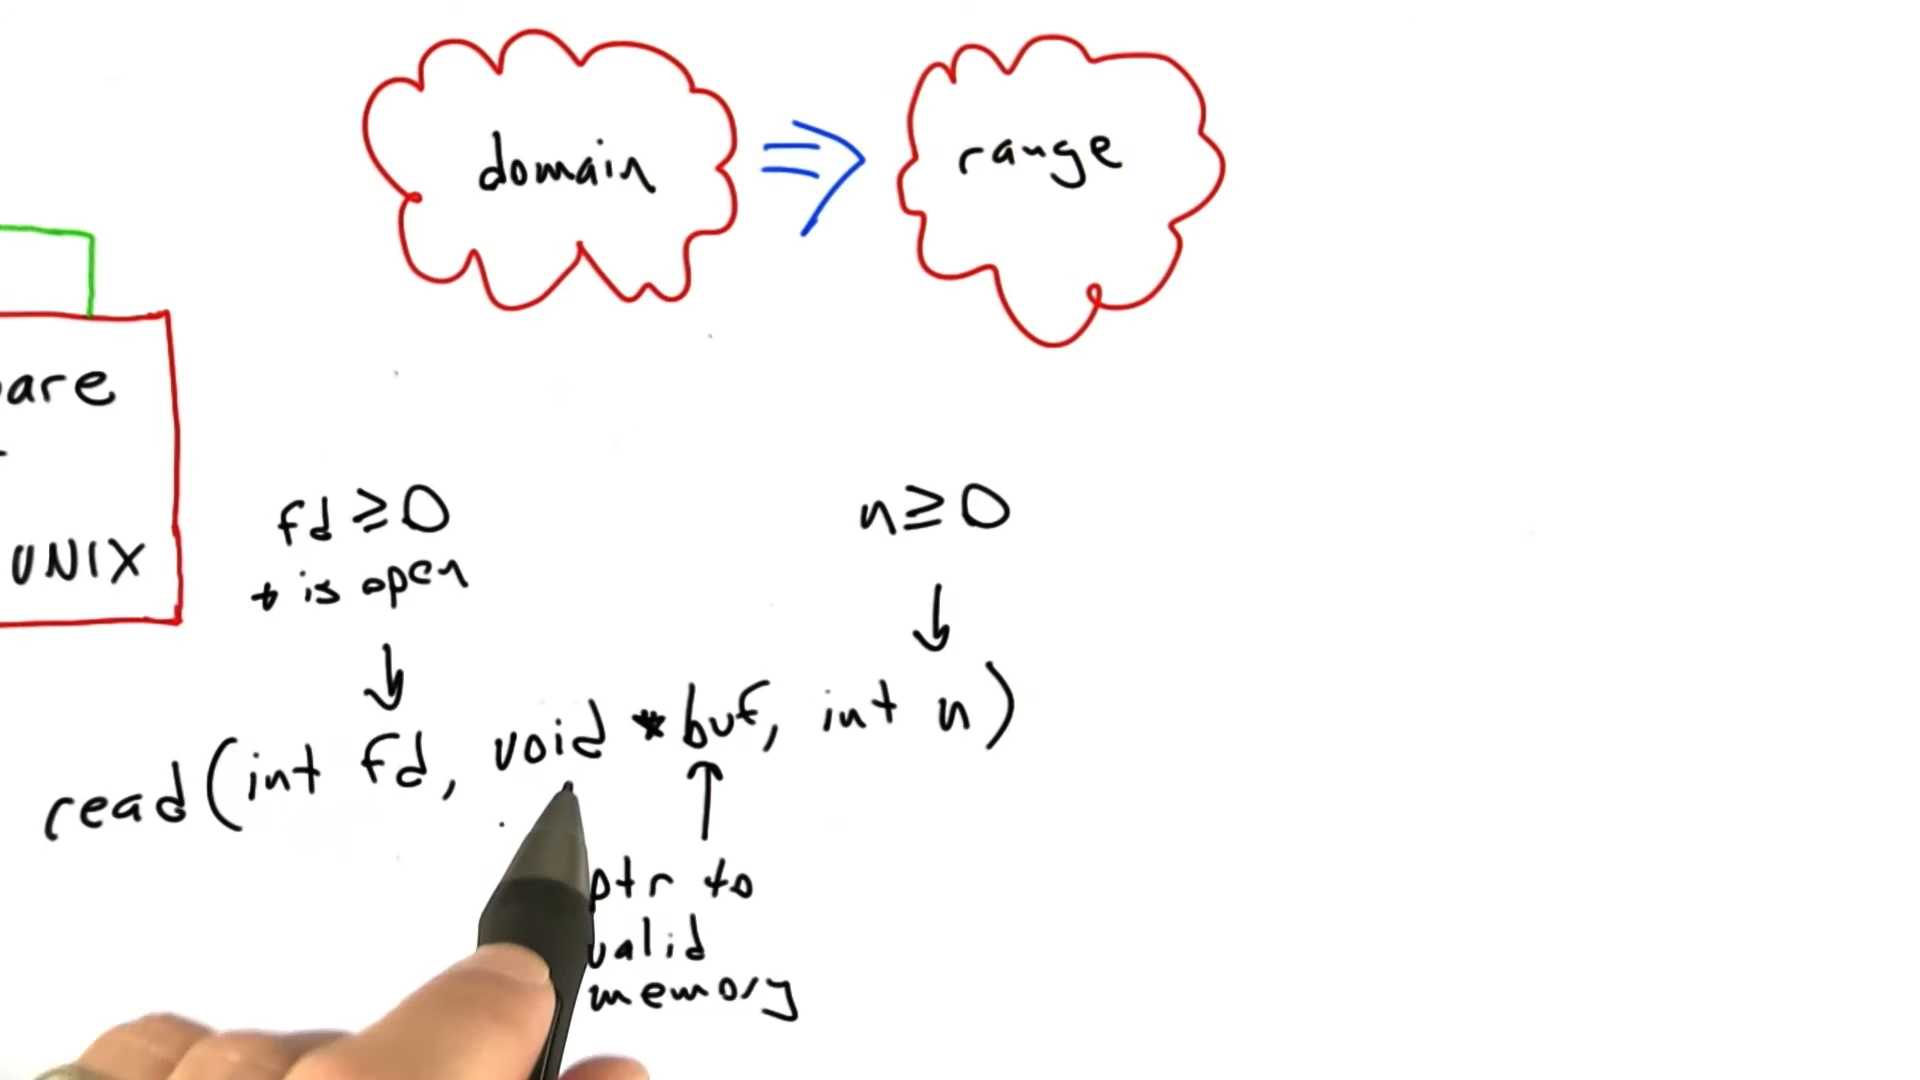 domain
range
are
UNIX
fd ≥ 0
+ is open
n ≥ 0
read(int fd, void *buf, int n)
ptr to
valid
memory